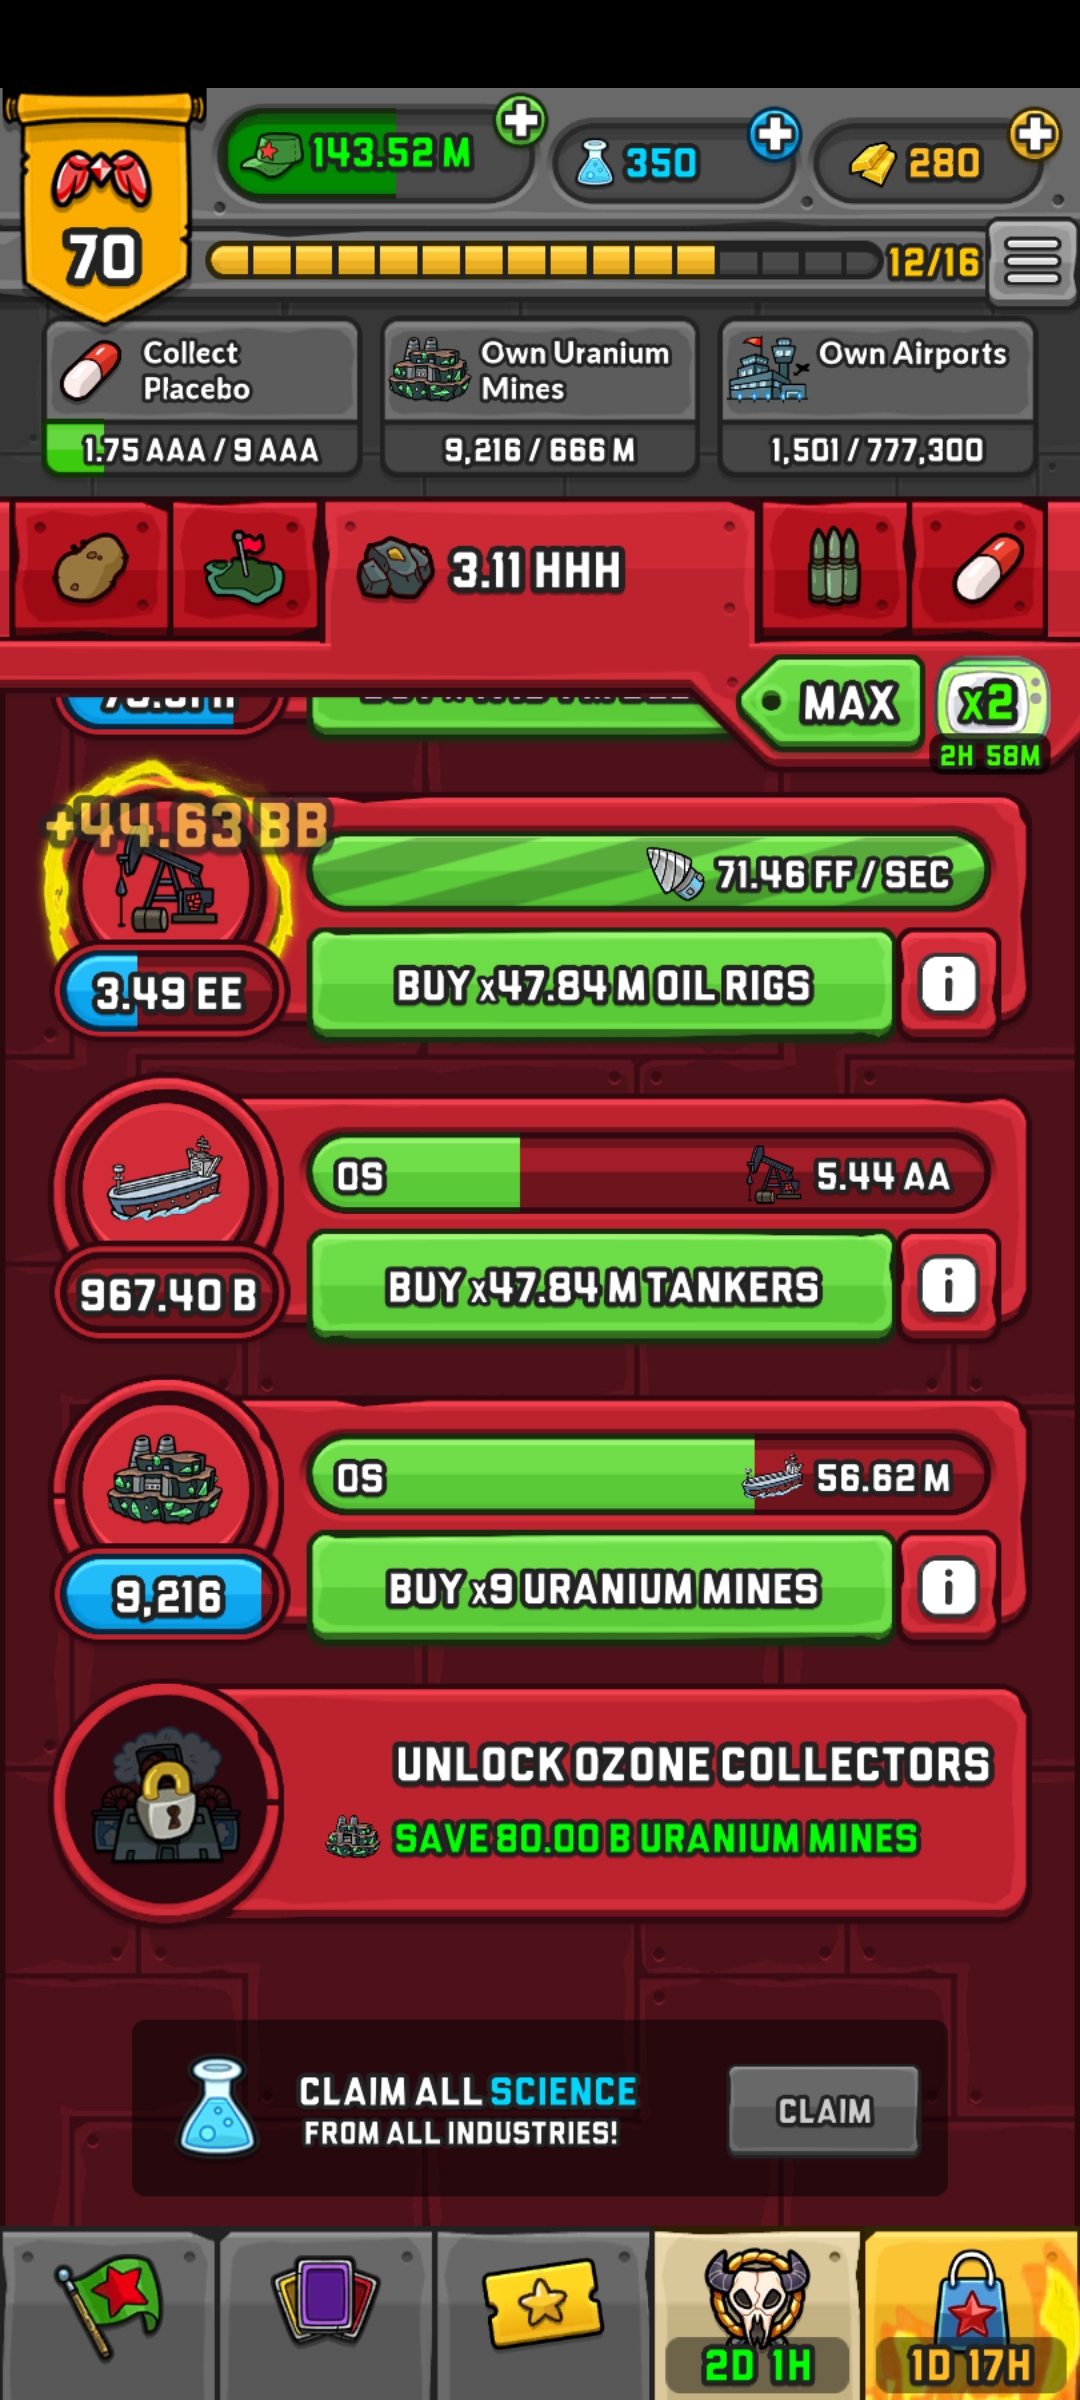 143.52 M
350
280
70
12/16
Collect
Placebo
1.75 AAA / 9 AAA
Own Uranium
Mines
9,216 / 666 M
Own Airports
1,501 / 777,300
3.11 HHH
MAX
x2
2H 58M
+44.63 BB
71.46 FF / SEC
3.49 EE
BUY x47.84 M OIL RIGS
i
0S
5.44 AA
967.40 B
BUY x47.84 M TANKERS
i
0S
56.62 M
9,216
BUY x9 URANIUM MINES
i
UNLOCK OZONE COLLECTORS
SAVE 80.00 B URANIUM MINES
CLAIM ALL SCIENCE
FROM ALL INDUSTRIES!
CLAIM
2D 1H
1D 17H